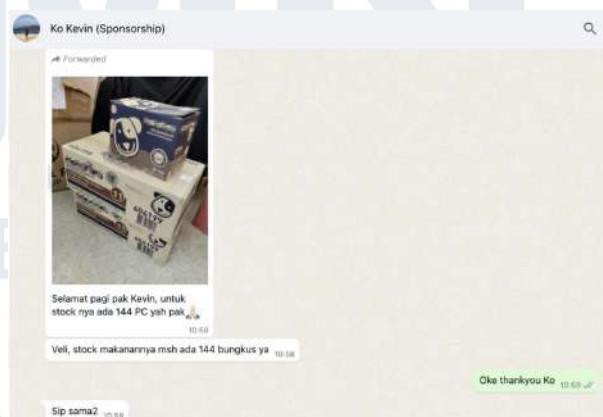 Ko Kevin (Sponsorship)
Forwarded
Selamat pagi pak Kevin, untuk
stock nya ada 144 PC yah pak🙏🏻
10:58
Veli, stock makanannya msh ada 144 bungkus ya 10:58
Oke thankyou Ko 10:59
Sip sama2 10:59